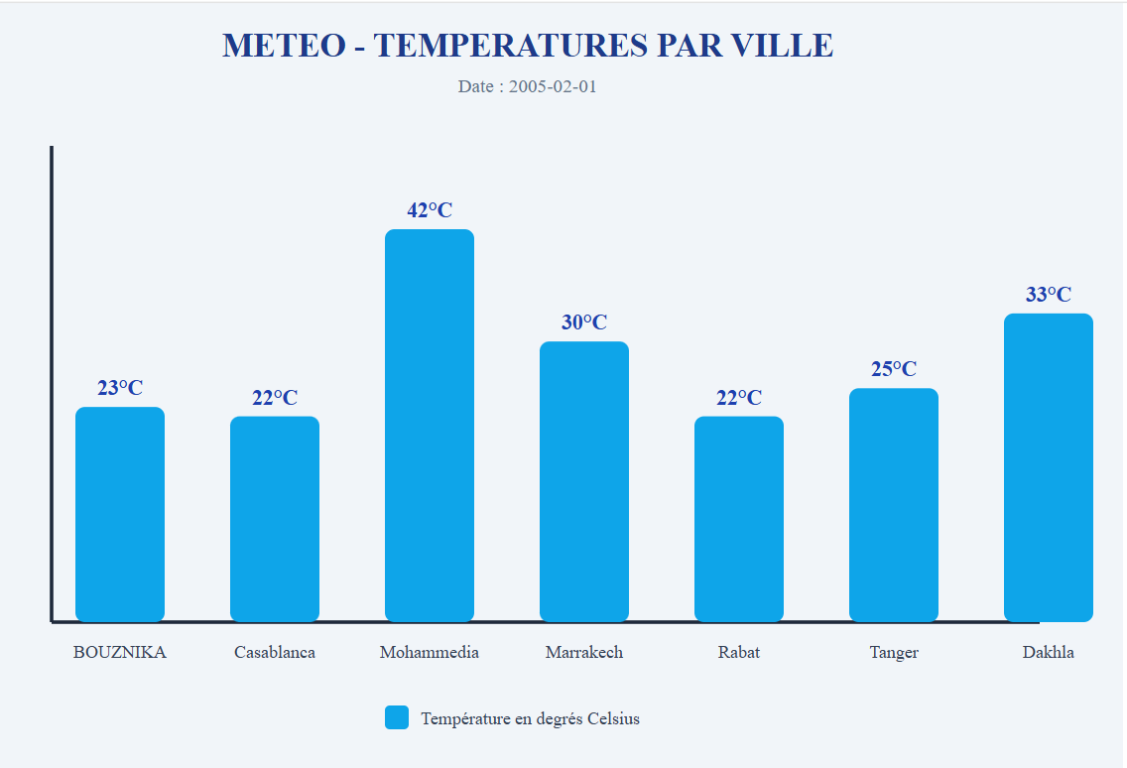 METEO - TEMPERATURES PAR VILLE
Date : 2005-02-01
42°C
33°C
30°C
25°C
23°C
22°C
22°C
BOUZNIKA Casablanca Mohammedia Marrakech Rabat Tanger Dakhla
Température en degrés Celsius